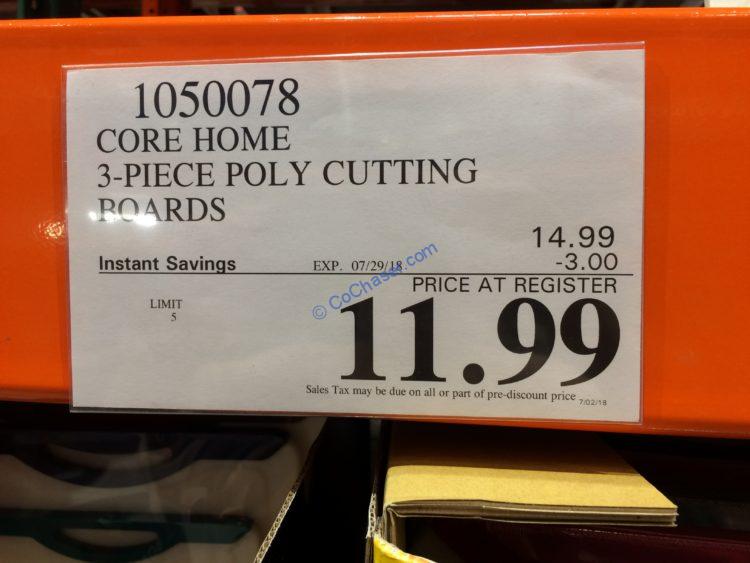 1050078
CORE HOME
3-PIECE POLY CUTTING
BOARDS
14.99
Instant Savings EXP. 07/29/18 -3.00
PRICE AT REGISTER
LIMIT
5
11.99
Sales Tax may be due on all or part of pre-discount price 7/02/18
© CoChaser.com